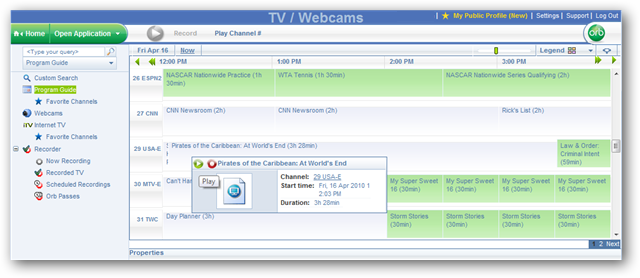 TV / Webcams
★ My Public Profile (New) | Settings | Support | Log Out
Home Open Application
Record Play Channel #
orb
<Type your query>
Program Guide
Custom Search
Program Guide
Favorite Channels
Webcams
Internet TV
Favorite Channels
Recorder
Now Recording
Recorded TV
Scheduled Recordings
Orb Passes
Fri Apr 16 Now Legend
12:00 PM 1:00 PM 2:00 PM 3:00 PM
26 ESPN2 NASCAR Nationwide Practice (1h 30min) WTA Tennis (1h 30min) NASCAR Nationwide Series Qualifying (2h)
27 CNN CNN Newsroom (2h) CNN Newsroom (2h) Rick's List (2h)
29 USA-E Pirates of the Caribbean: At World's End (3h 28min) Law & Order: Criminal Intent (59min)
Pirates of the Caribbean: At World's End
Play
Channel: 29 USA-E
Start time: Fri, 16 Apr 2010 1
2:03 PM
Duration: 3h 28min
30 MTV-E Can't Har My Super Sweet 16 (30min) My Super Sweet 16 (30min) My Super Sweet 16 (30min) My Super Sweet 16 (30min)
31 TWC Day Planner (3h) Storm Stories (30min) Storm Stories (30min) Storm Stories (30min) Storm Stories (30min)
1 2 Next
Properties